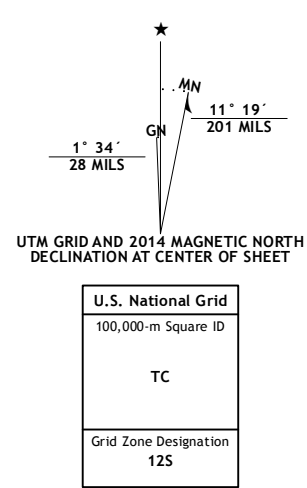 ★
MN
11° 19´
201 MILS
GN
1° 34´
28 MILS
UTM GRID AND 2014 MAGNETIC NORTH
DECLINATION AT CENTER OF SHEET
U.S. National Grid
100,000-m Square ID
TC
Grid Zone Designation
12S